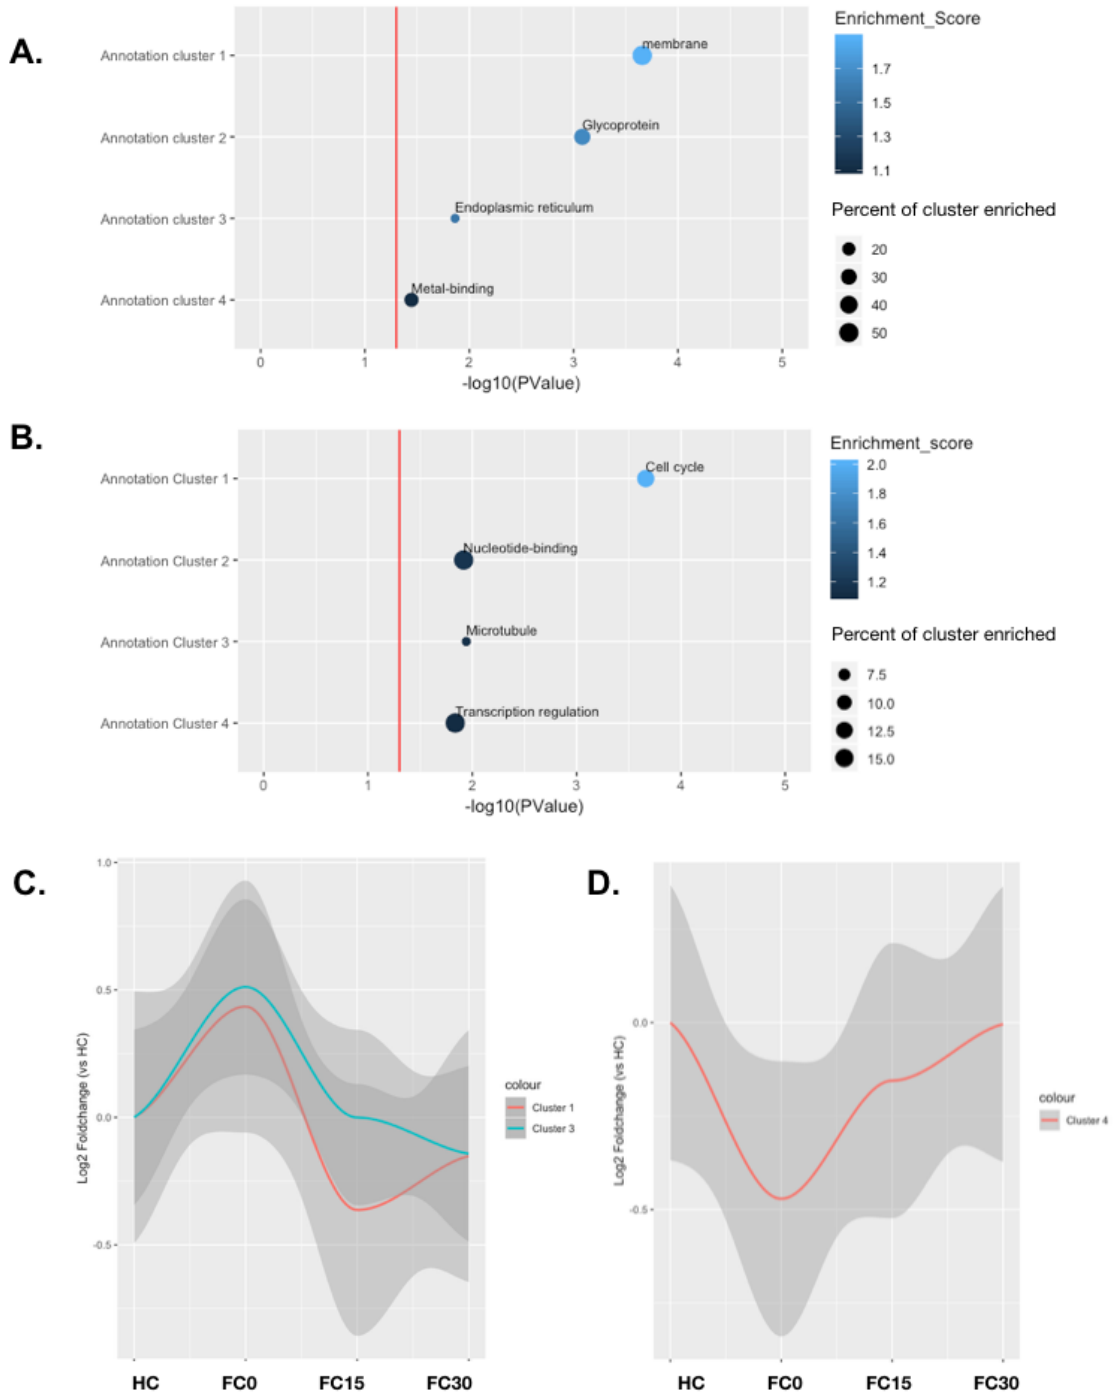 A.
Annotation cluster 1
Annotation cluster 2
Annotation cluster 3
Annotation cluster 4
membrane
Glycoprotein
Endoplasmic reticulum
Metal-binding
0 1 2 3 4 5
-log10(PValue)
Enrichment_Score
1.7
1.5
1.3
1.1
Percent of cluster enriched
20
30
40
50
B.
Annotation Cluster 1
Annotation Cluster 2
Annotation Cluster 3
Annotation Cluster 4
Cell cycle
Nucleotide-binding
Microtubule
Transcription regulation
0 1 2 3 4 5
-log10(PValue)
Enrichment_score
2.0
1.8
1.6
1.4
1.2
Percent of cluster enriched
7.5
10.0
12.5
15.0
C.
Log2 Foldchange (vs HC)
1.0
0.5
0.0
-0.5
HC FC0 FC15 FC30
colour
Cluster 1
Cluster 3
D.
Log2 Foldchange (vs HC)
0.0
-0.5
HC FC0 FC15 FC30
colour
Cluster 4